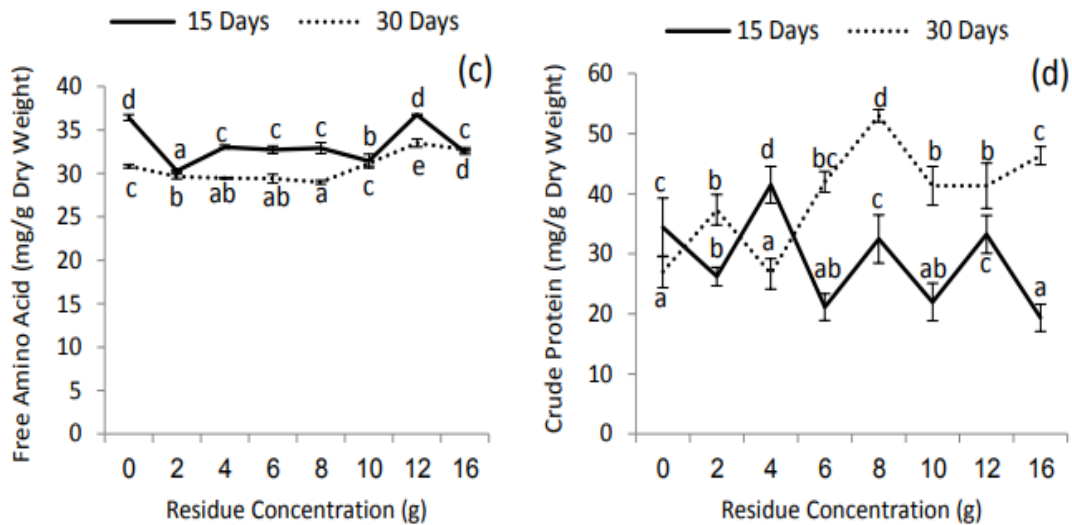 15 Days 30 Days
(c)
Free Amino Acid (mg/g Dry Weight)
40
35
30
25
20
15
10
5
0
d a c c c b d c
c b ab ab a c e d
0 2 4 6 8 10 12 16
Residue Concentration (g)
15 Days 30 Days
(d)
Crude Protein (mg/g Dry Weight)
60
50
40
30
20
10
0
a b a bc d b b c
c b d ab c ab c a
0 2 4 6 8 10 12 16
Residue Concentration (g)